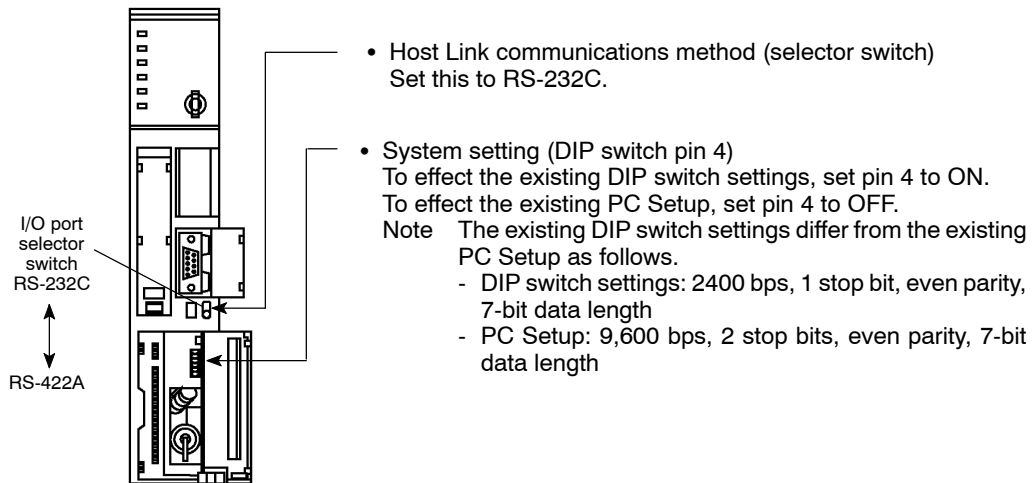 • Host Link communications method (selector switch)
Set this to RS-232C.
• System setting (DIP switch pin 4)
To effect the existing DIP switch settings, set pin 4 to ON.
To effect the existing PC Setup, set pin 4 to OFF.
Note The existing DIP switch settings differ from the existing
PC Setup as follows.
- DIP switch settings: 2400 bps, 1 stop bit, even parity,
7-bit data length
- PC Setup: 9,600 bps, 2 stop bits, even parity, 7-bit
data length
I/O port
selector
switch
RS-232C
RS-422A